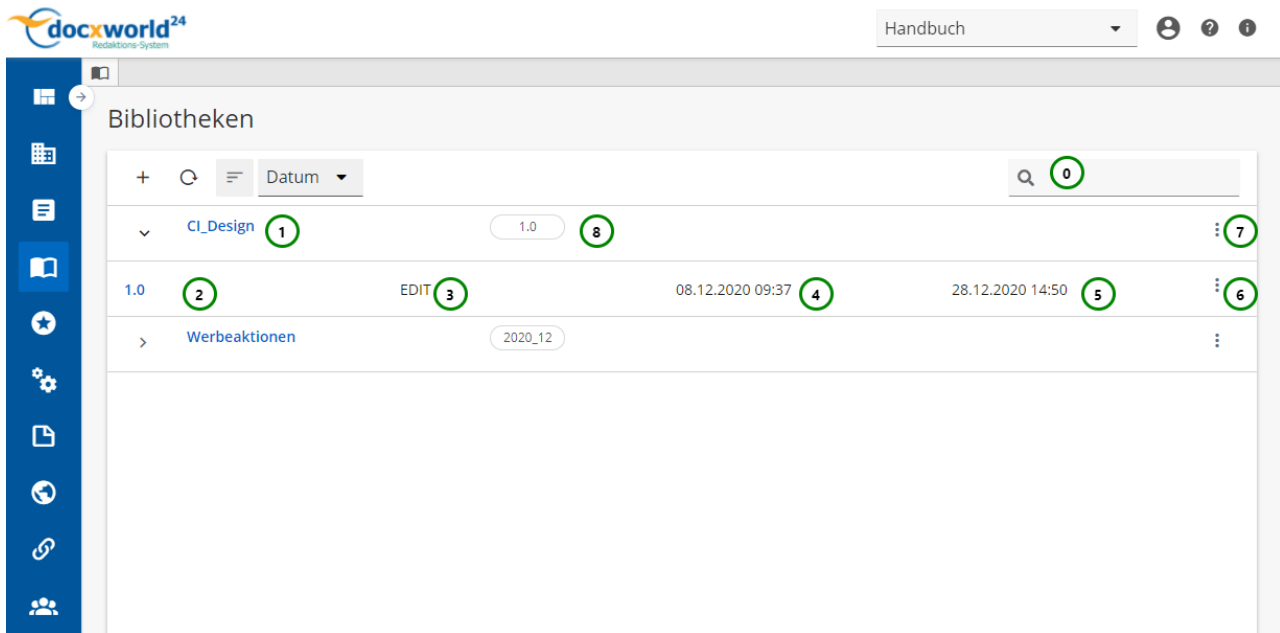 docxworld24
Redaktions-System
Handbuch
Bibliotheken
Datum
0
CI_Design 1 1.0 8 7
1.0 2 EDIT 3 08.12.2020 09:37 4 28.12.2020 14:50 5 6
Werbeaktionen 2020_12